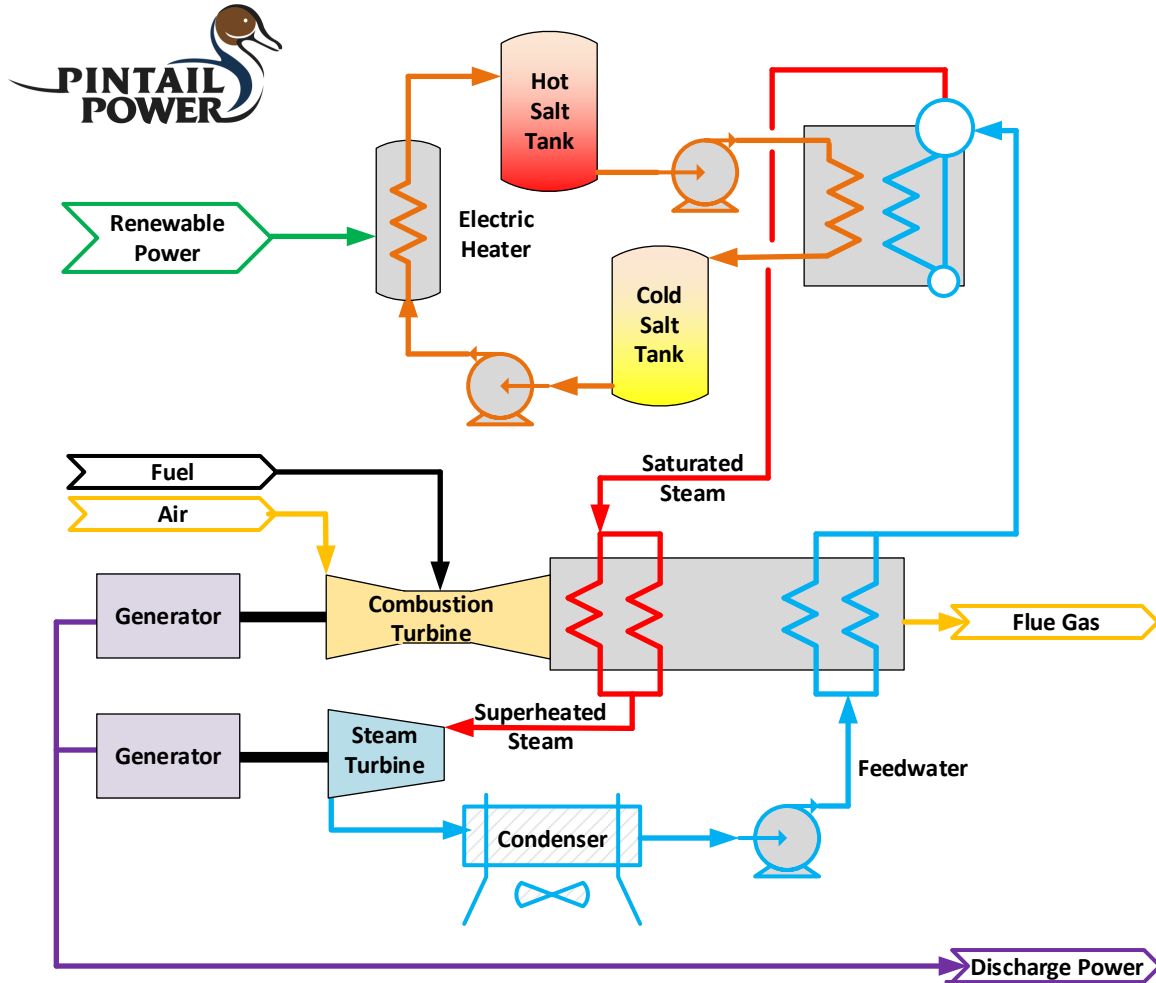 PINTAIL
POWER
Hot
Salt
Tank
Renewable
Power
Electric
Heater
Cold
Salt
Tank
Fuel
Air
Saturated
Steam
Generator
Combustion
Turbine
Flue Gas
Superheated
Steam
Generator
Steam
Turbine
Feedwater
Condenser
Discharge Power